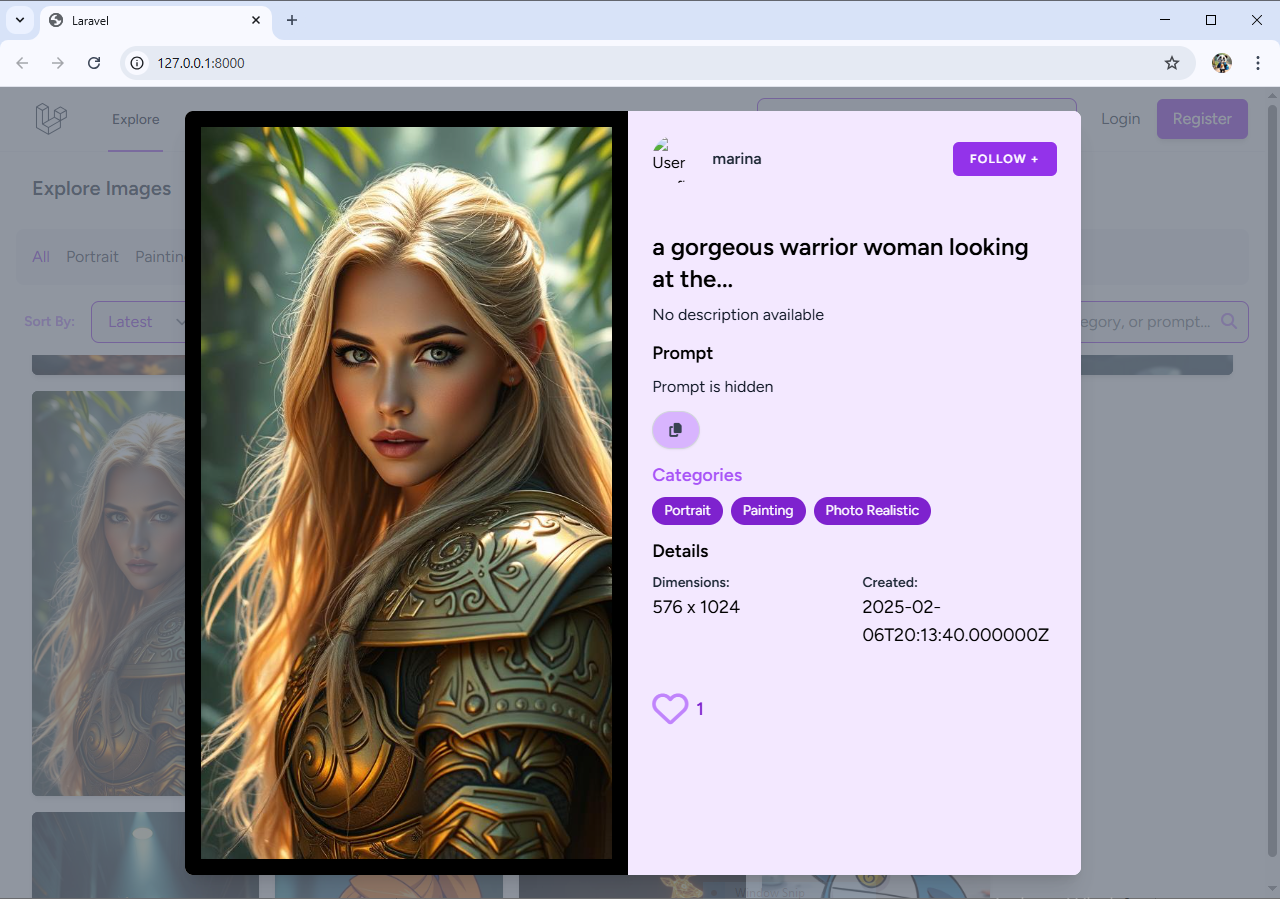 Laravel
127.0.0.1:8000
Explore
Login
Register
Explore Images
All Portrait
Sort By:
Latest
egory, or prompt...
User
marina
FOLLOW +
a gorgeous warrior woman looking
at the...
No description available
Prompt
Prompt is hidden
Categories
Portrait
Painting
Photo Realistic
Details
Dimensions:
Created:
576 x 1024
2025-02-
06T20:13:40.000000Z
1
Window Snip